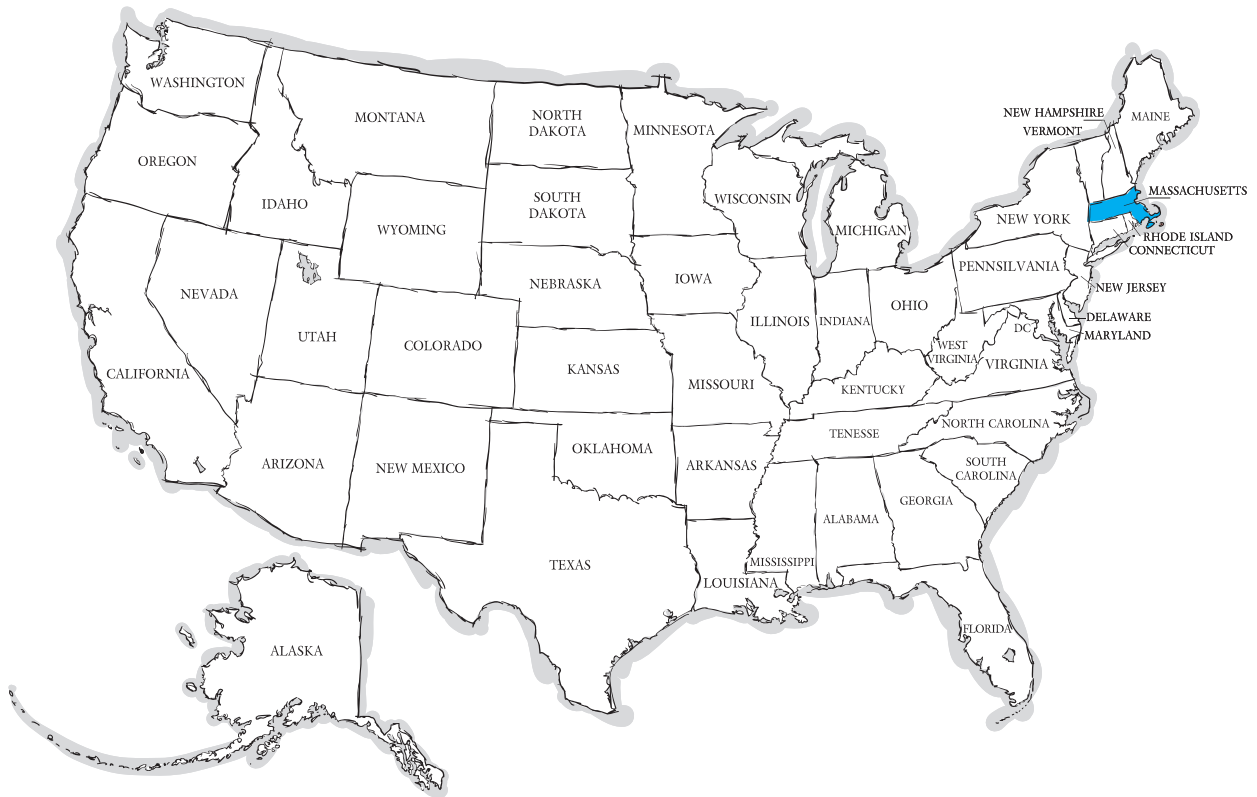 WASHINGTON
MONTANA
NORTH
DAKOTA
MINNESOTA
NEW HAMPSHIRE
VERMONT
MAINE
OREGON
IDAHO
SOUTH
DAKOTA
WISCONSIN
MICHIGAN
NEW YORK
MASSACHUSETTS
RHODE ISLAND
CONNECTICUT
WYOMING
NEVADA
NEBRASKA
IOWA
PENNSILVANIA
NEW JERSEY
UTAH
COLORADO
ILLINOIS
INDIANA
OHIO
DELAWARE
DC
MARYLAND
WEST
VIRGINIA
VIRGINIA
CALIFORNIA
KANSAS
MISSOURI
KENTUCKY
ARIZONA
NEW MEXICO
OKLAHOMA
ARKANSAS
TENESSE
NORTH CAROLINA
SOUTH
CAROLINA
GEORGIA
ALABAMA
MISSISSIPPI
TEXAS
LOUISIANA
FLORIDA
ALASKA